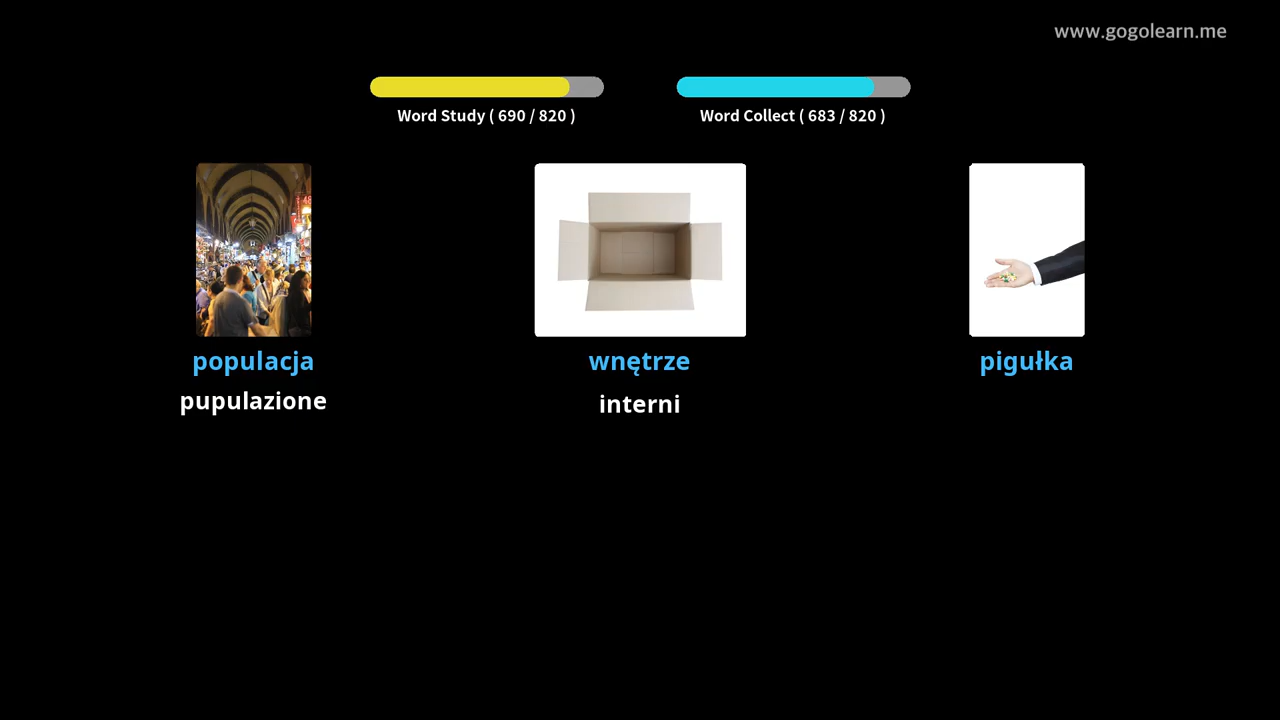 www.gogolearn.me
Word Study ( 690 / 820 )
Word Collect ( 683 / 820 )
populacja
wnętrze
pigułka
pupulazione
interni